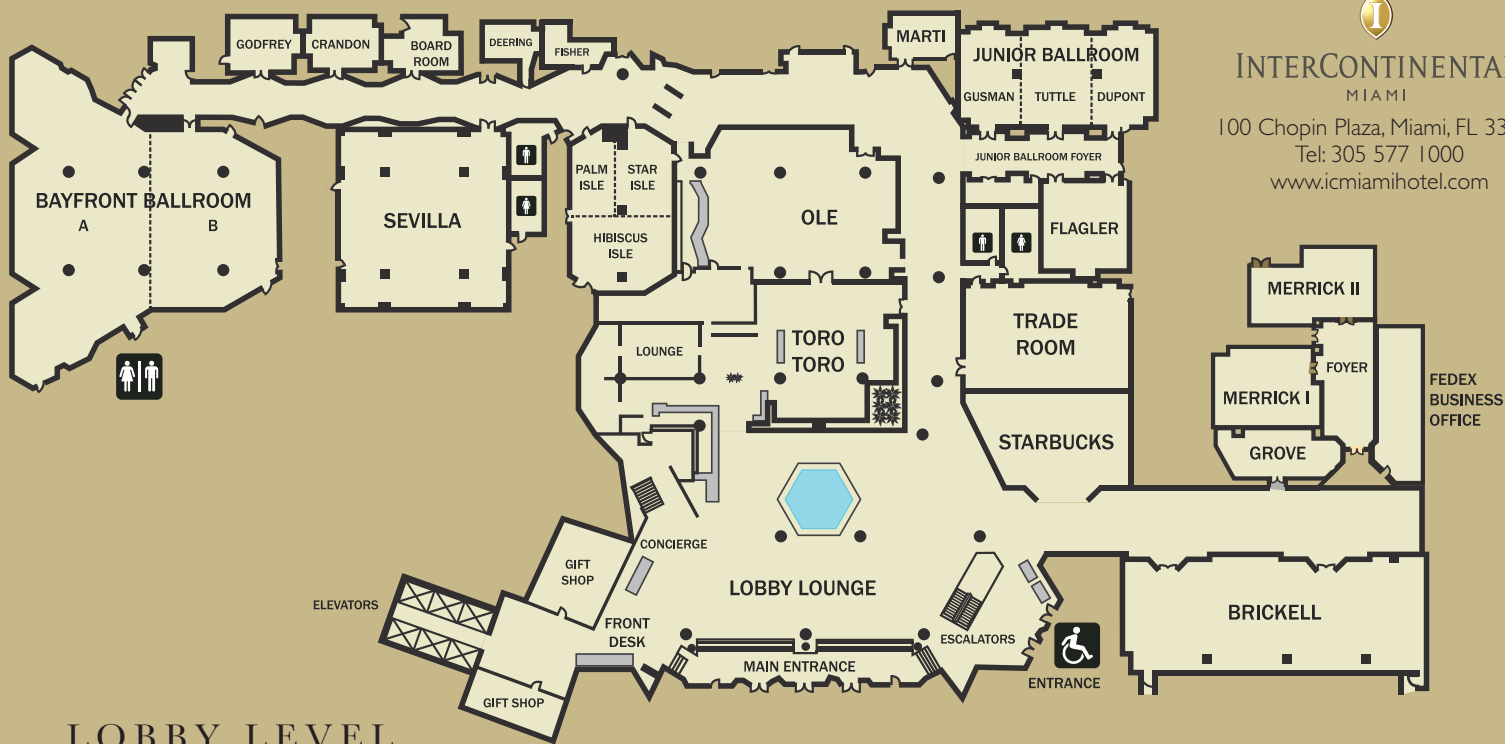 GODFREY
CRANDON
BOARD
ROOM
DEERING
FISHER
MARTI
JUNIOR BALLROOM
GUSMAN
TUTTLE
DUPONT
JUNIOR BALLROOM FOYER
I
INTERCONTINENTAL
MIAMI
100 Chopin Plaza, Miami, FL 33
Tel: 305 577 1000
www.icmiamihotel.com
BAYFRONT BALLROOM
A
B
SEVILLA
PALM
ISLE
STAR
ISLE
HIBISCUS
ISLE
OLE
FLAGLER
TORO
TORO
LOUNGE
TRADE
ROOM
STARBUCKS
MERRICK II
FOYER
MERRICK I
GROVE
FEDEX
BUSINESS
OFFICE
CONCIERGE
GIFT
SHOP
ELEVATORS
LOBBY LOUNGE
FRONT
DESK
ESCALATORS
MAIN ENTRANCE
ENTRANCE
GIFT SHOP
BRICKELL
LOBBY LEVEL